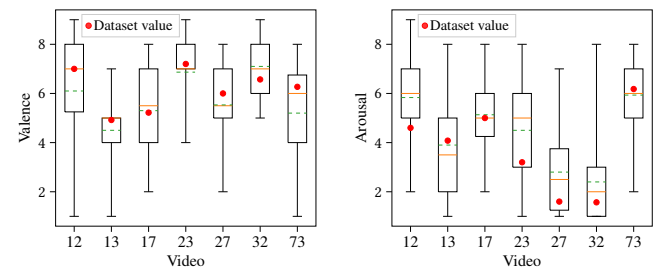 Dataset value
8
6
4
2
Valence
12 13 17 23 27 32 73
Video
Dataset value
8
6
4
2
Arousal
12 13 17 23 27 32 73
Video